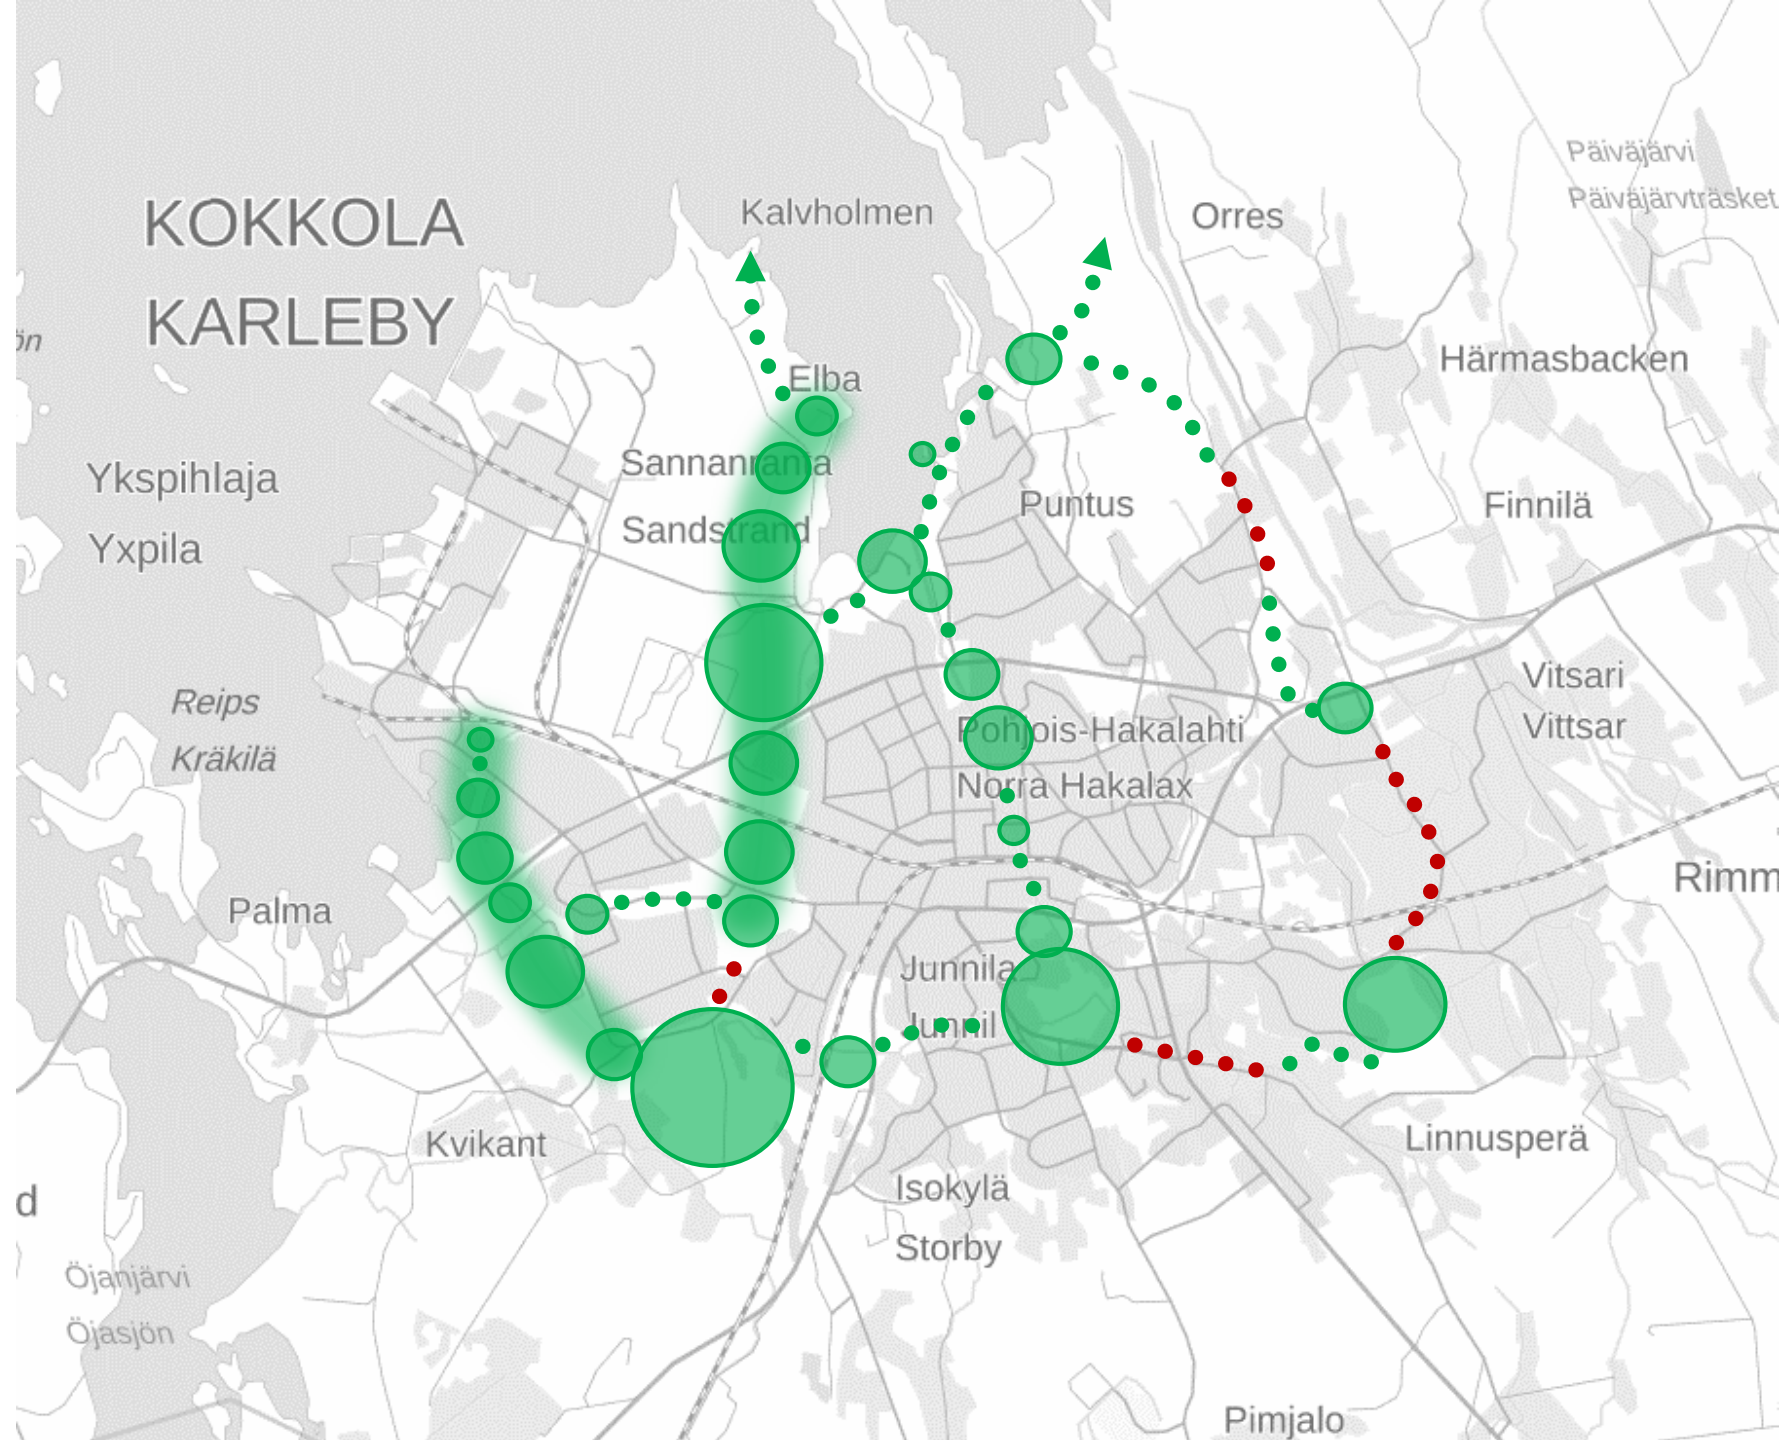 Päiväjärvi
Päiväjärvträsket
KOKKOLA
KARLEBY
Kalvholmen
Orres
ön
Elba
Härmasbacken
Ykspihlaja
Yxpila
Sannanranta
Sandstrand
Puntus
Finnilä
Reips
Kräkilä
Pohjois-Hakalahti
Norra Hakalax
Vitsari
Vittsar
Palma
Rimm
Junnila
Junnil
Kvikant
Linnusperä
Isokylä
Storby
d
Öjanjärvi
Öjasjön
Pimjalo